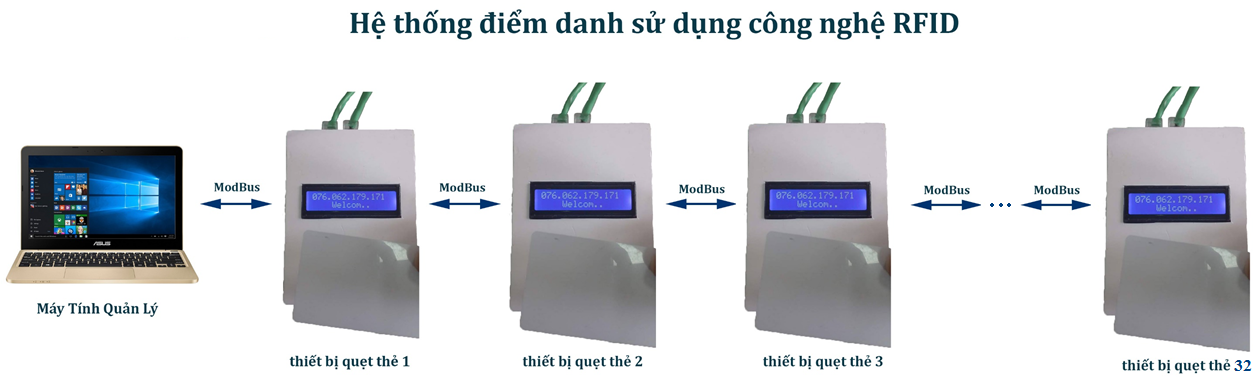 Hệ thống điểm danh sử dụng công nghệ RFID
ModBus
ModBus
ModBus
ModBus
ModBus
076.062.179.171
Welcom..
076.062.179.171
Welcom..
076.062.179.171
Welcom..
076.062.179.171
Welcom..
...
ASUS
Máy Tính Quản Lý
thiết bị quẹt thẻ 1
thiết bị quẹt thẻ 2
thiết bị quẹt thẻ 3
thiết bị quẹt thẻ 32